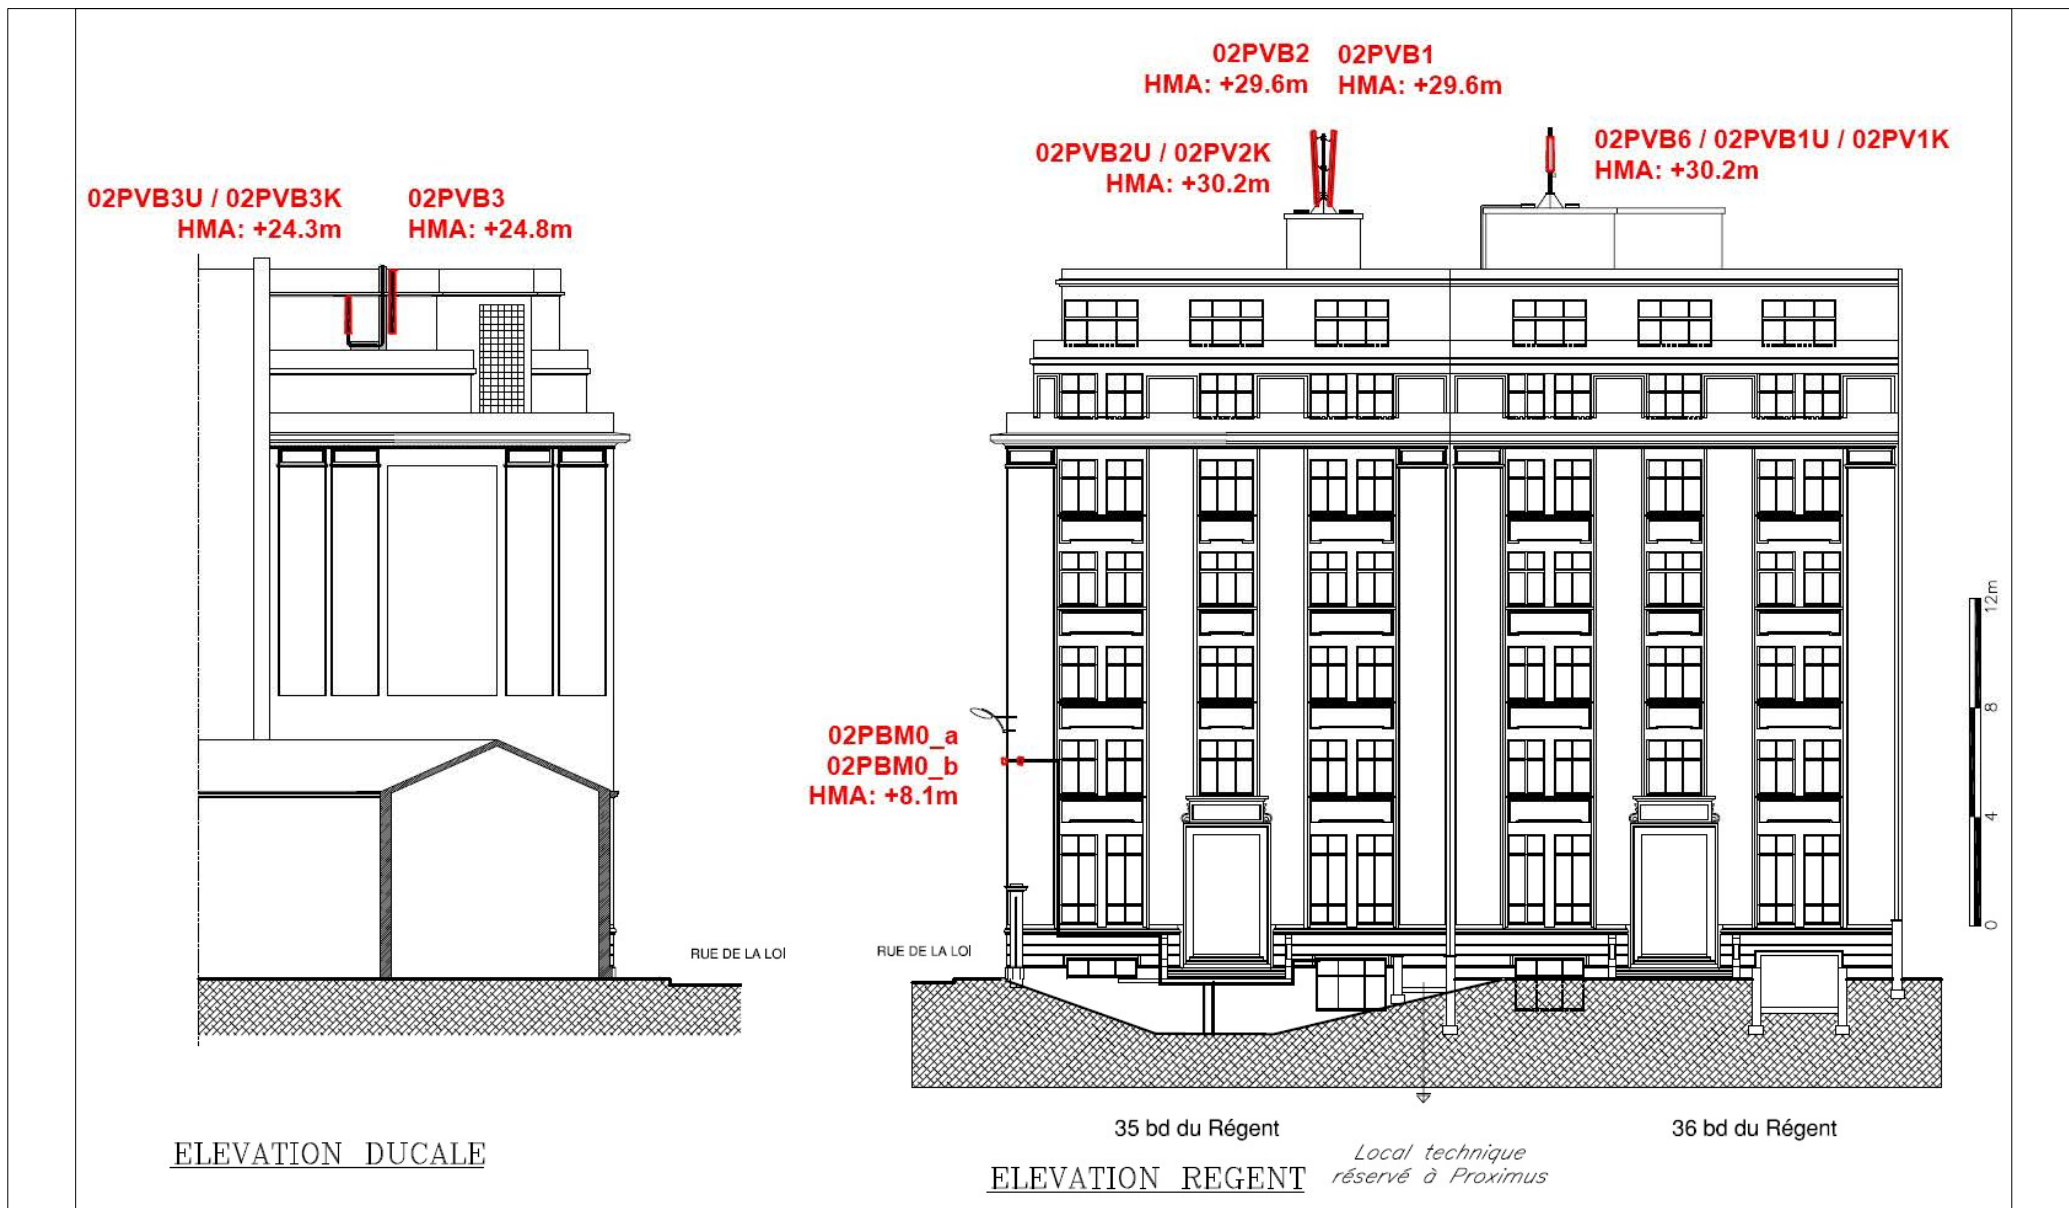 02PVB2
HMA: +29.6m
02PVB1
HMA: +29.6m
02PVB2U / 02PV2K
HMA: +30.2m
02PVB6 / 02PVB1U / 02PV1K
HMA: +30.2m
02PVB3U / 02PVB3K
HMA: +24.3m
02PVB3
HMA: +24.8m
02PBM0_a
02PBM0_b
HMA: +8.1m
12m
8
4
0
RUE DE LA LOI
RUE DE LA LOI
35 bd du Régent
36 bd du Régent
ELEVATION DUCALE
ELEVATION REGENT
Local technique
réservé à Proximus